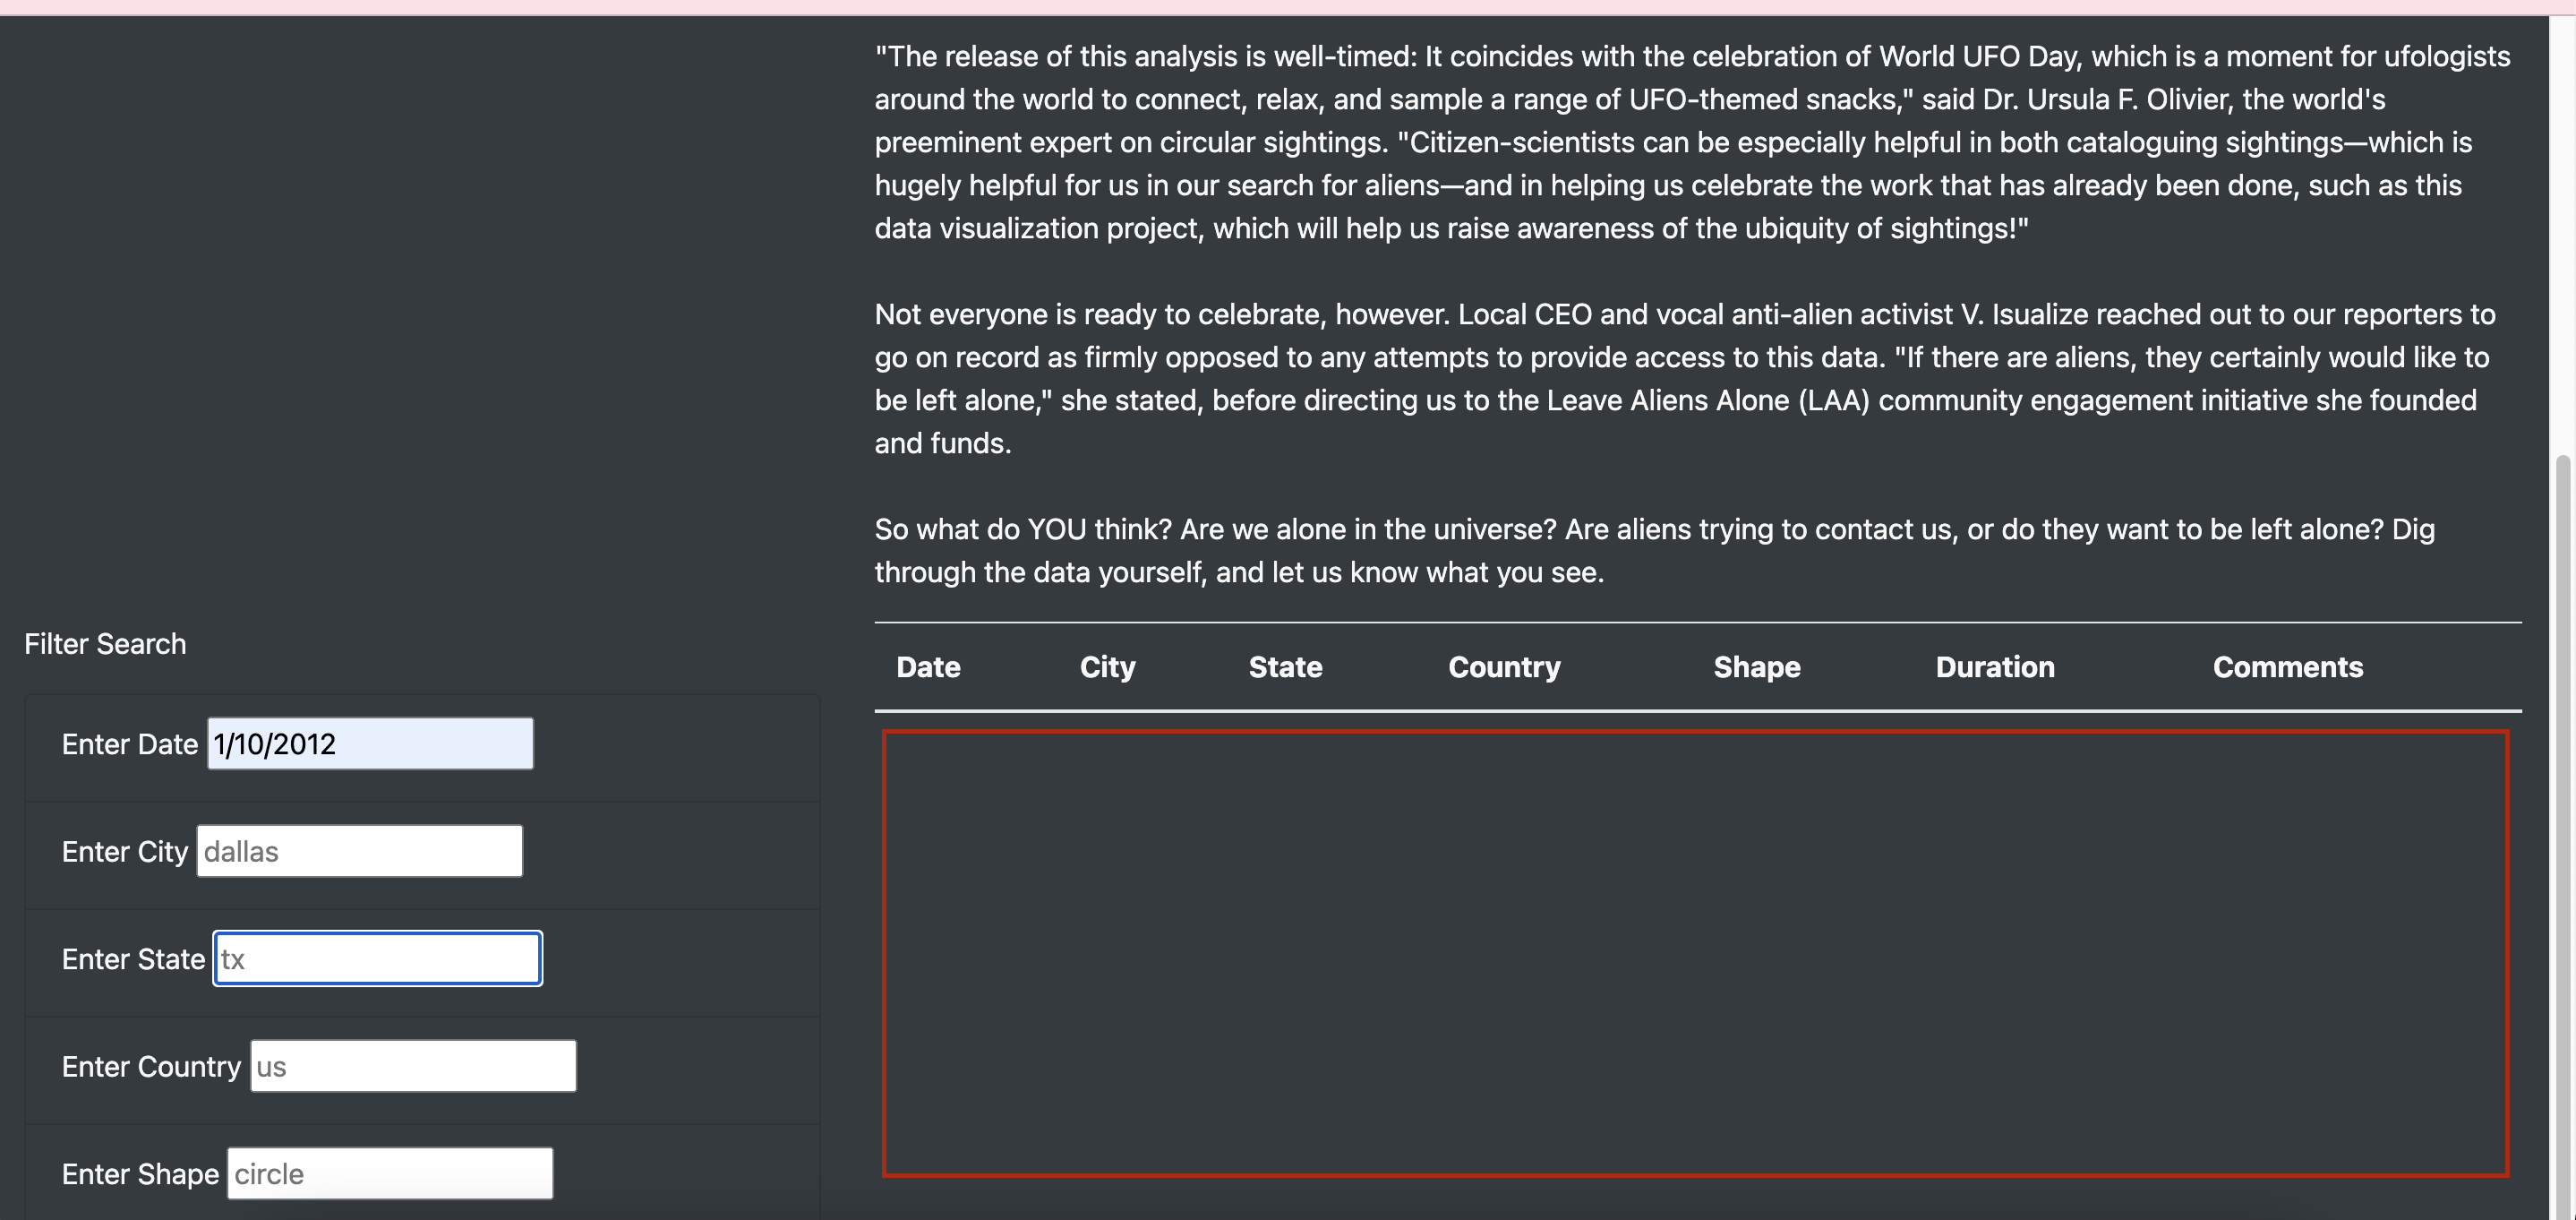 "The release of this analysis is well-timed: It coincides with the celebration of World UFO Day, which is a moment for ufologists
around the world to connect, relax, and sample a range of UFO-themed snacks," said Dr. Ursula F. Olivier, the world's
preeminent expert on circular sightings. "Citizen-scientists can be especially helpful in both cataloguing sightings—which is
hugely helpful for us in our search for aliens—and in helping us celebrate the work that has already been done, such as this
data visualization project, which will help us raise awareness of the ubiquity of sightings!"
Not everyone is ready to celebrate, however. Local CEO and vocal anti-alien activist V. Isualize reached out to our reporters to
go on record as firmly opposed to any attempts to provide access to this data. "If there are aliens, they certainly would like to
be left alone," she stated, before directing us to the Leave Aliens Alone (LAA) community engagement initiative she founded
and funds.
So what do YOU think? Are we alone in the universe? Are aliens trying to contact us, or do they want to be left alone? Dig
through the data yourself, and let us know what you see.
Filter Search
Enter Date 1/10/2012
Enter City dallas
Enter State tx
Enter Country us
Enter Shape circle
Date City State Country Shape Duration Comments